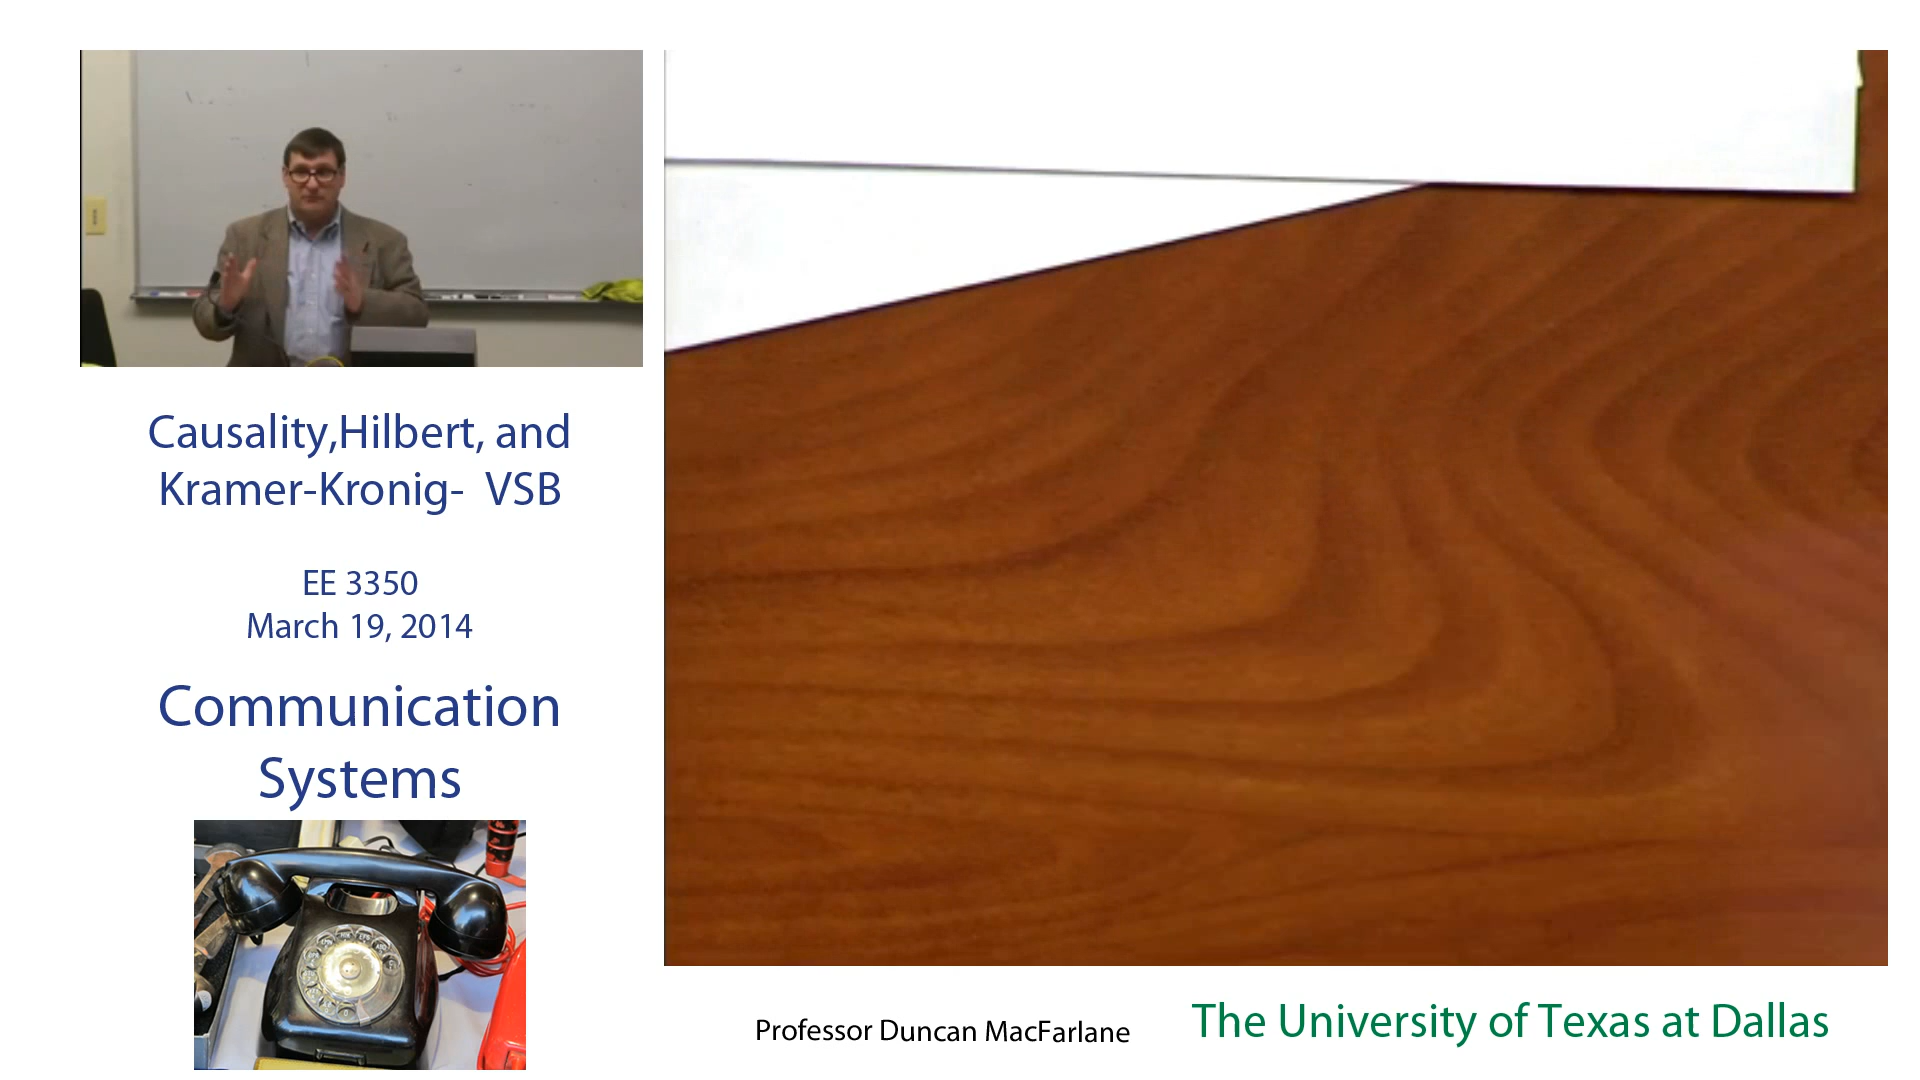 Causality,Hilbert, and
Kramer-Kronig- VSB
EE 3350
March 19, 2014
Communication
Systems
Professor Duncan MacFarlane
The University of Texas at Dallas